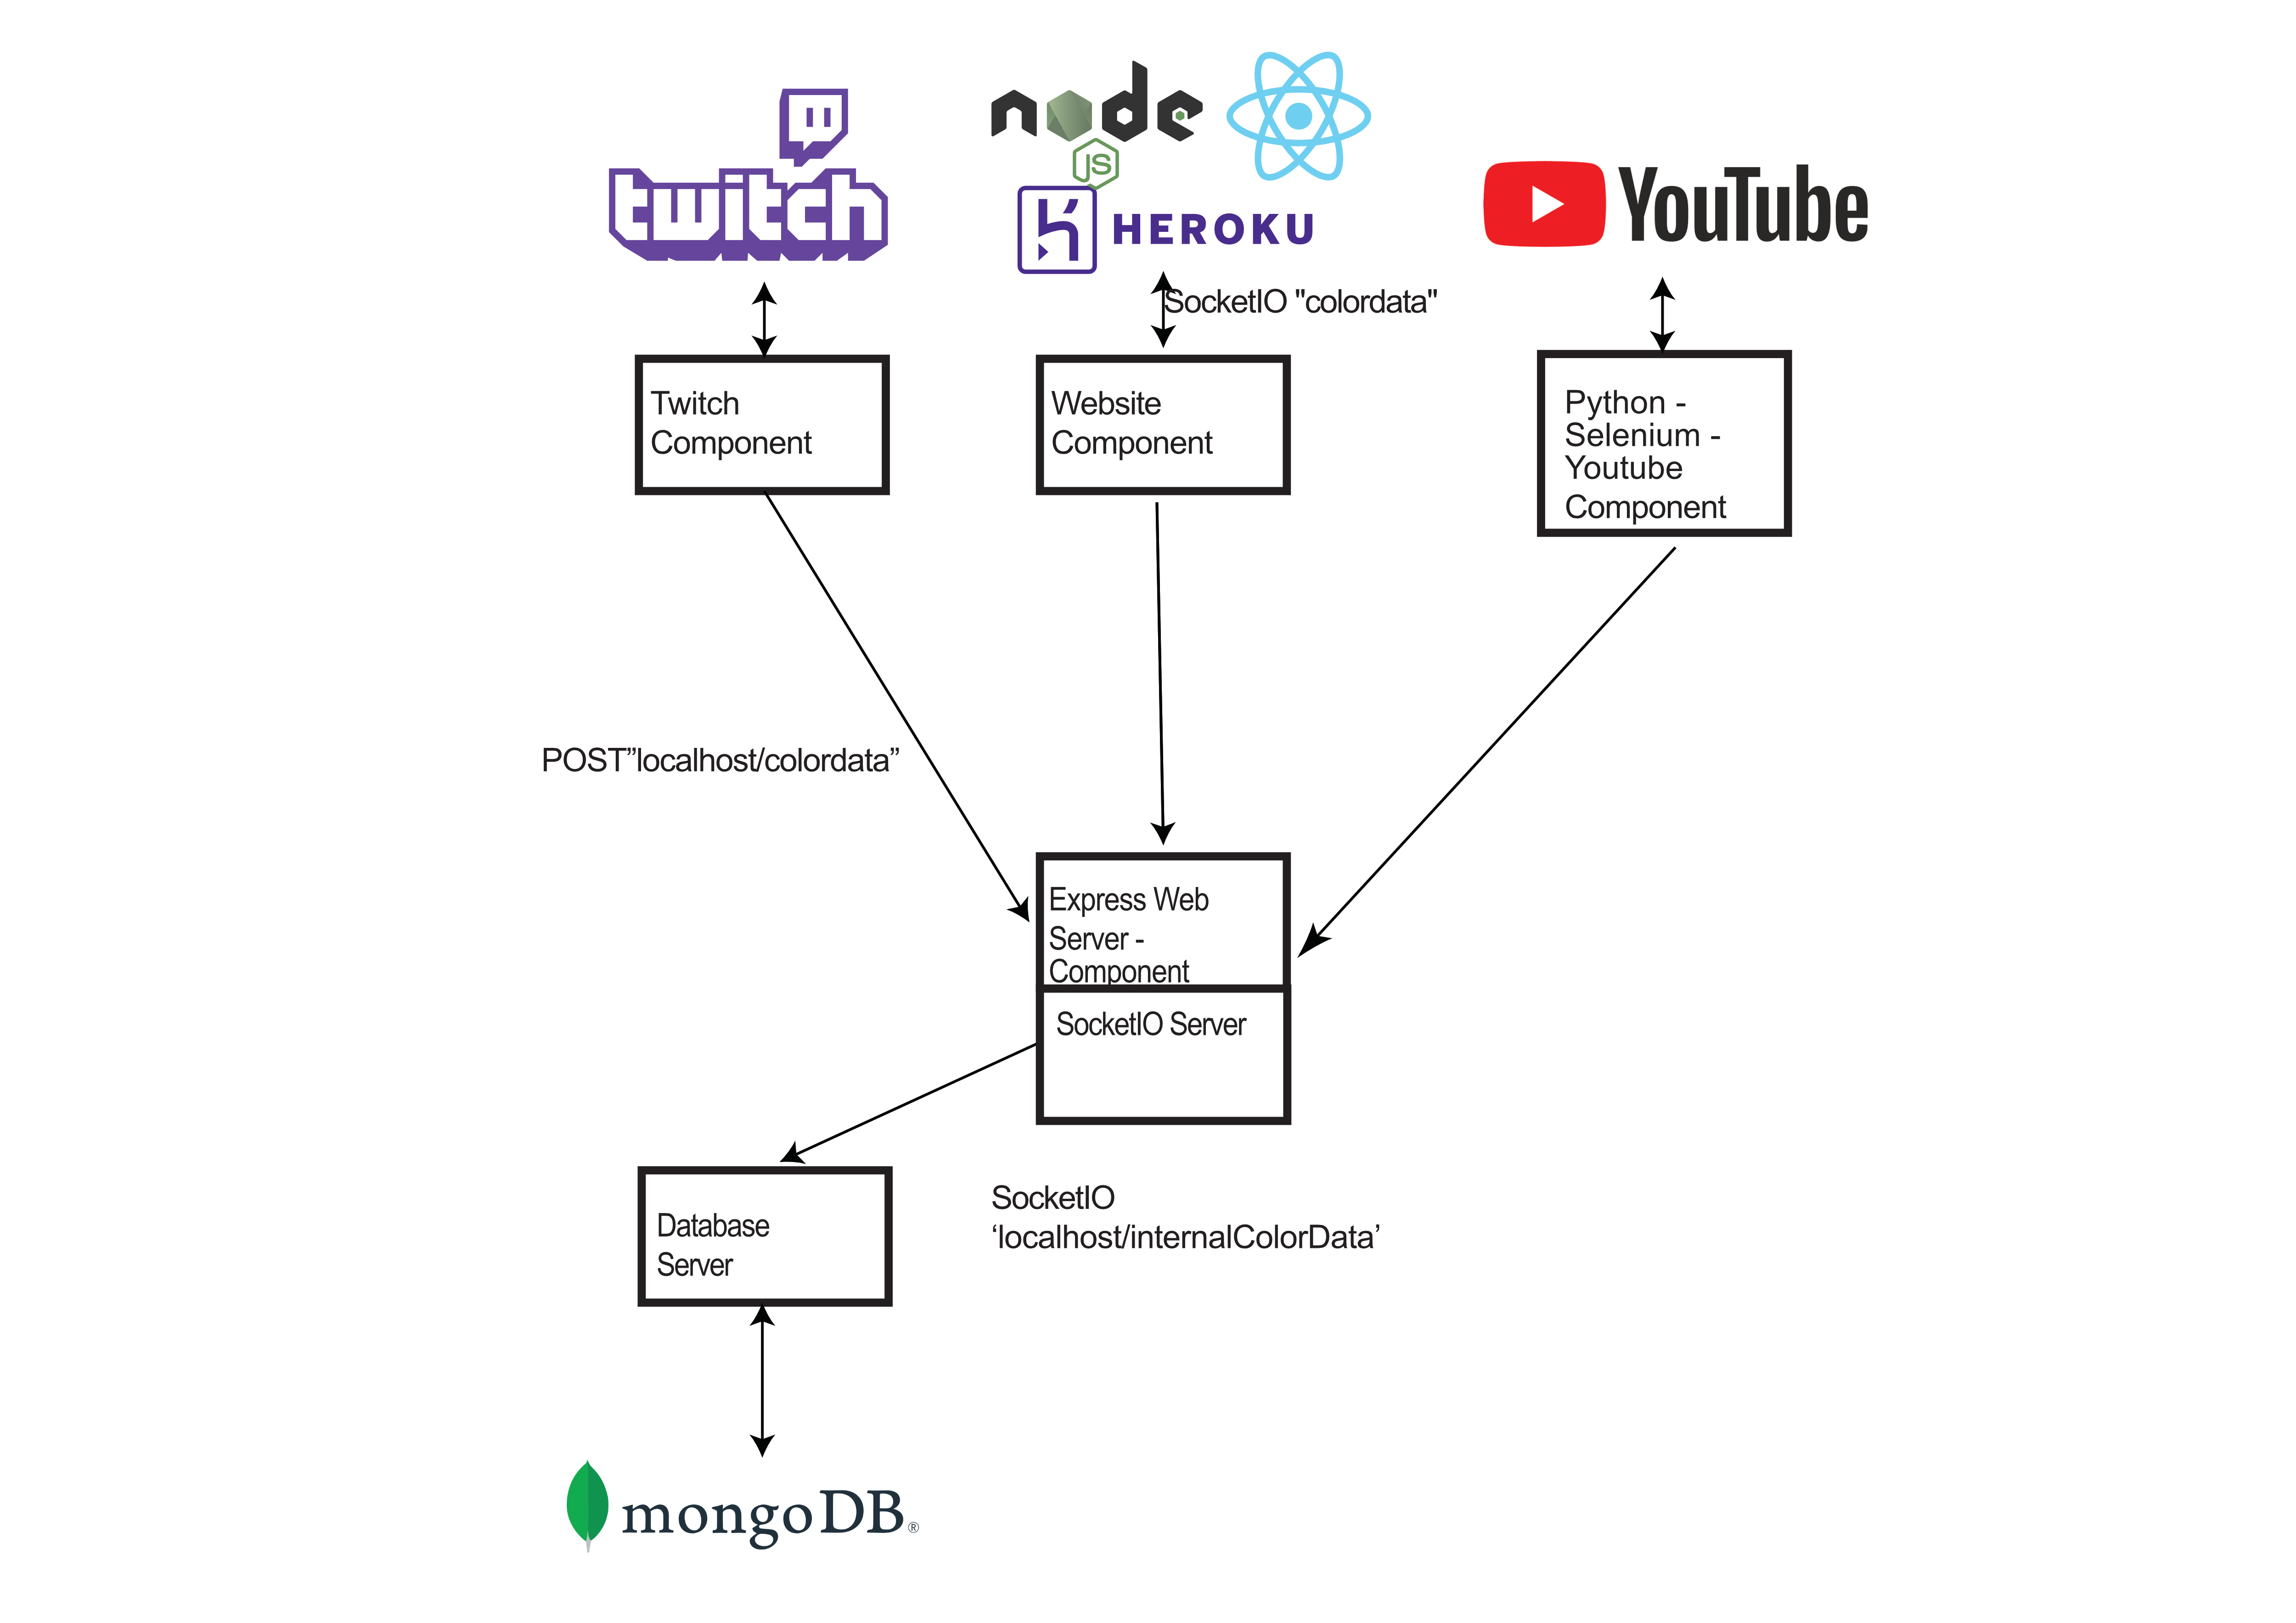 twitch
node
JS
HEROKU
YouTube
SocketIO "colordata"
Twitch
Component
Website
Component
Python -
Selenium -
Youtube
Component
POST”localhost/colordata”
Express Web
Server -
Component
SocketIO Server
Database
Server
SocketIO
‘localhost/internalColorData’
mongoDB®